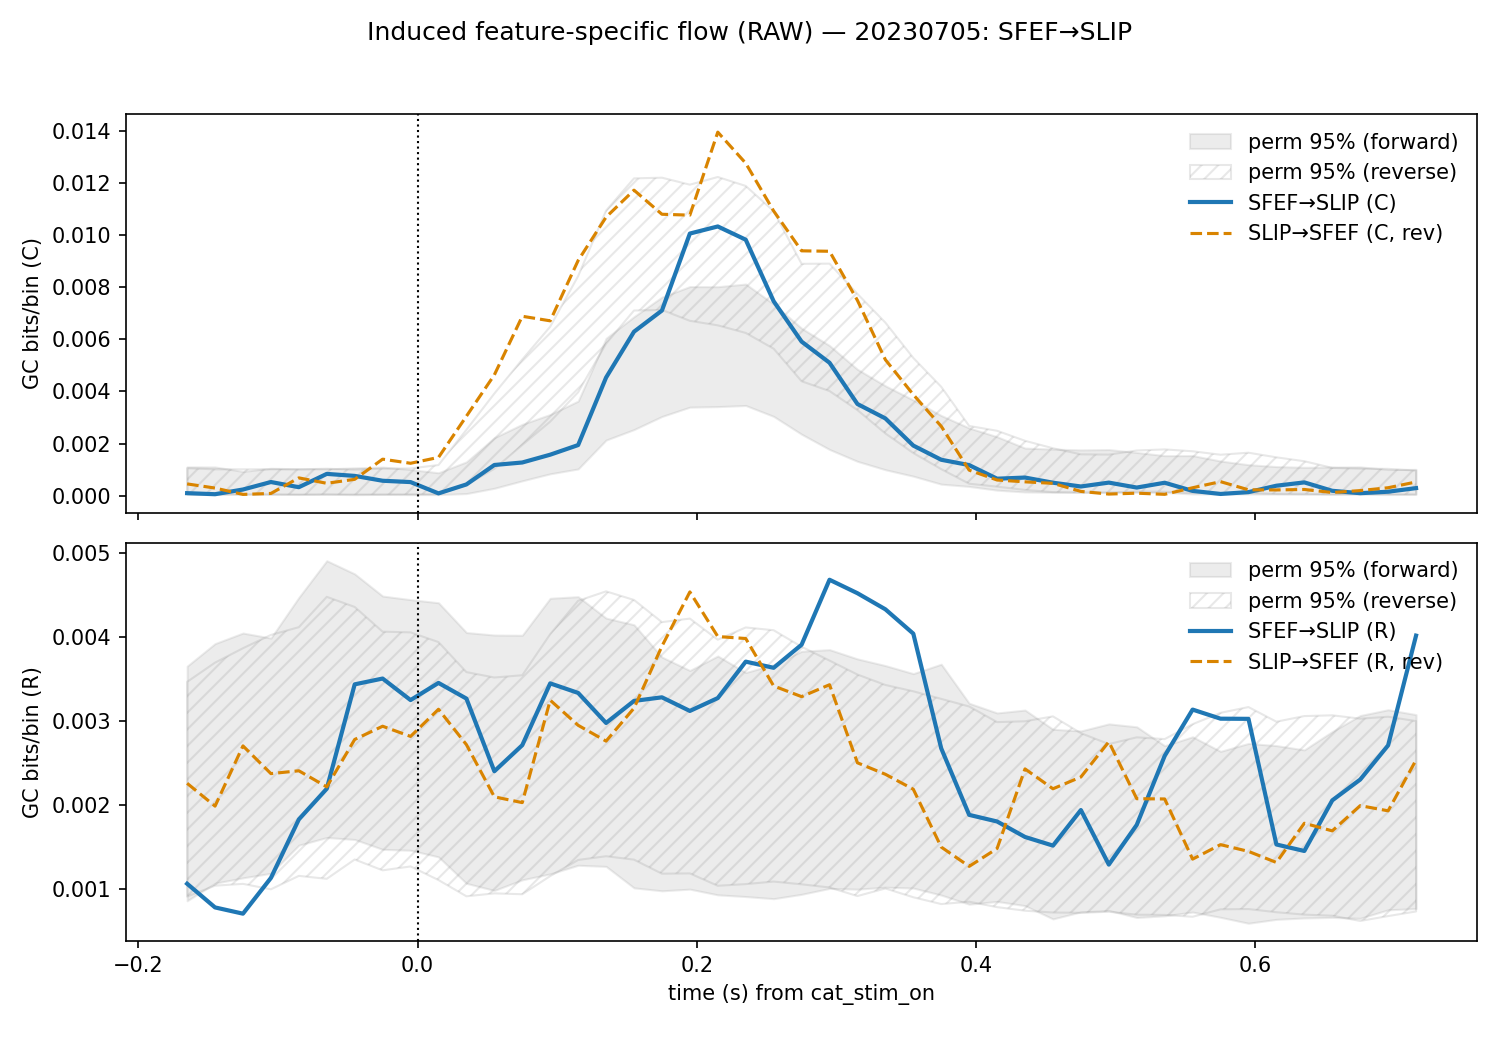 Induced feature-specific flow (RAW) — 20230705: SFEF→SLIP
GC bits/bin (C)
0.014
0.012
0.010
0.008
0.006
0.004
0.002
0.000
perm 95% (forward)
perm 95% (reverse)
SFEF→SLIP (C)
SLIP→SFEF (C, rev)
GC bits/bin (R)
0.005
0.004
0.003
0.002
0.001
perm 95% (forward)
perm 95% (reverse)
SFEF→SLIP (R)
SLIP→SFEF (R, rev)
−0.2 0.0 0.2 0.4 0.6
time (s) from cat_stim_on